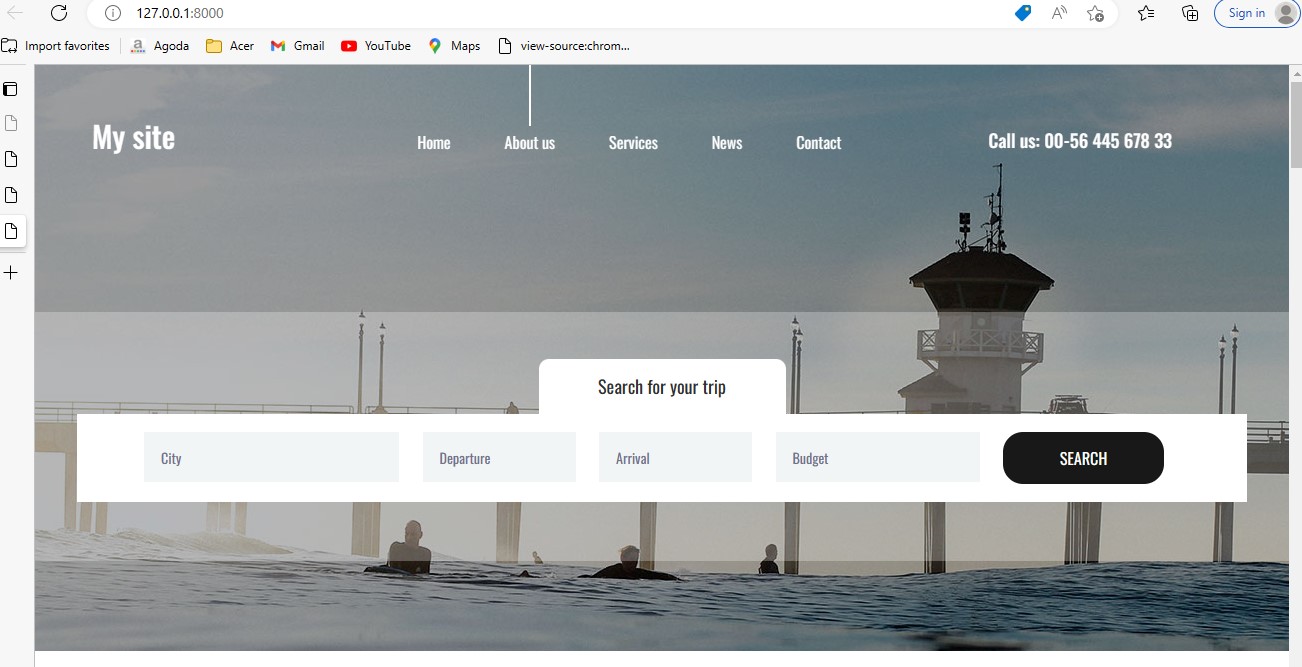 127.0.0.1:8000
Sign in
Import favorites
a Agoda
Acer
Gmail
YouTube
Maps
view-source:chrom...
My site
Home
About us
Services
News
Contact
Call us: 00-56 445 678 33
Search for your trip
City
Departure
Arrival
Budget
SEARCH